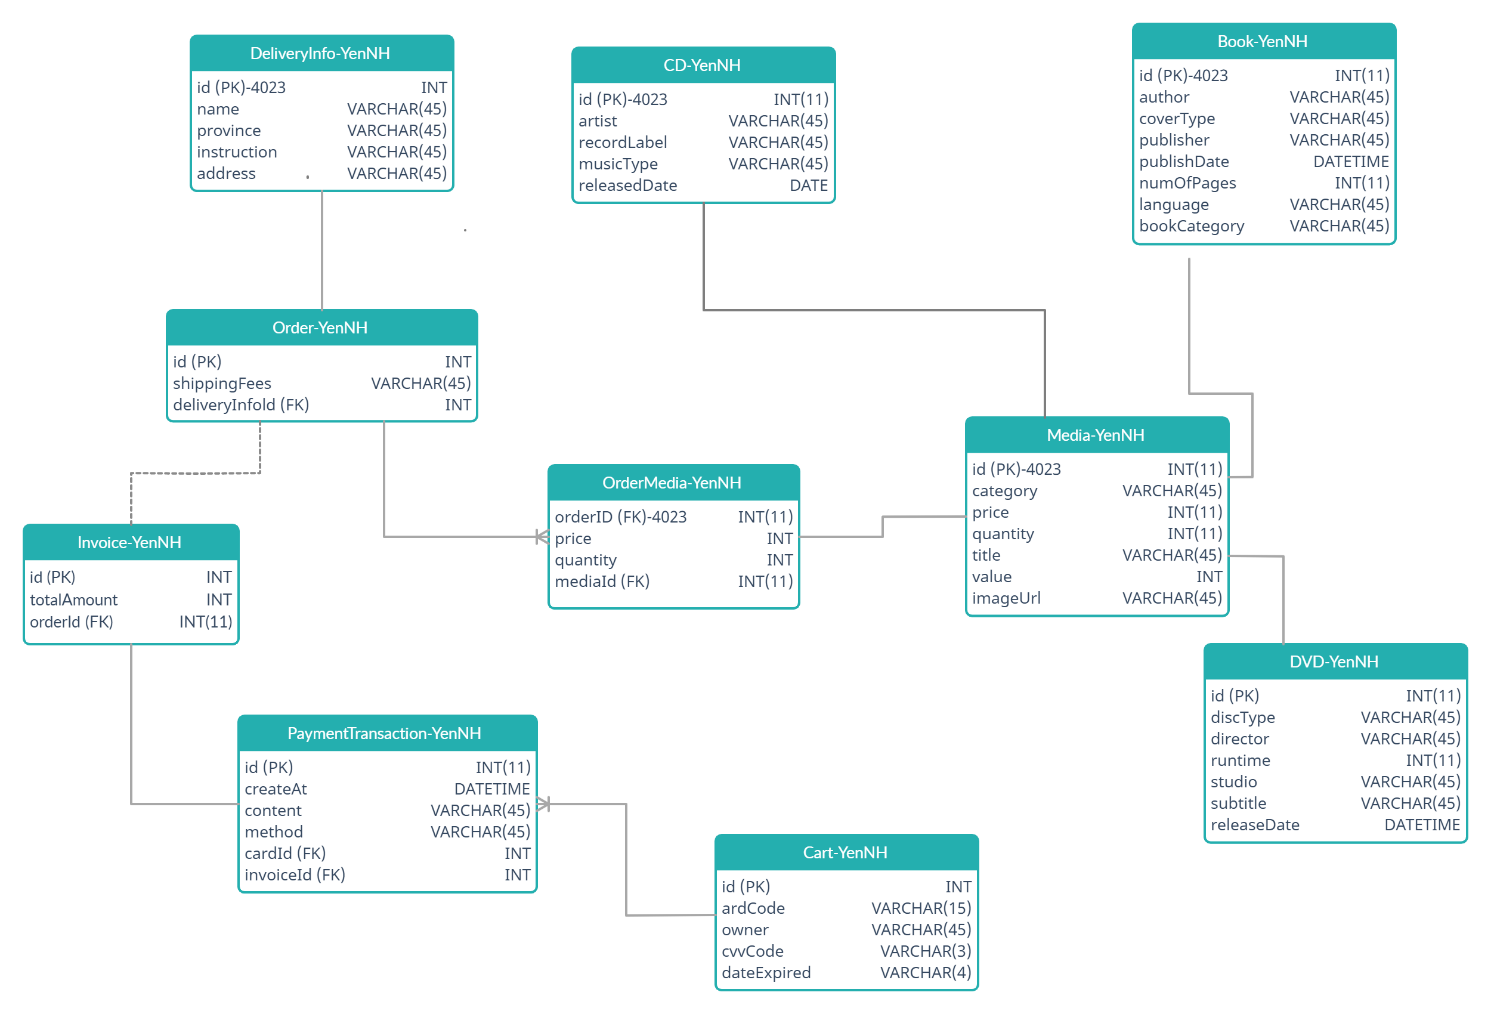 DeliveryInfo-YenNH
id (PK)-4023 INT
name VARCHAR(45)
province VARCHAR(45)
instruction VARCHAR(45)
address VARCHAR(45)
CD-YenNH
id (PK)-4023 INT(11)
artist VARCHAR(45)
recordLabel VARCHAR(45)
musicType VARCHAR(45)
releasedDate DATE
Book-YenNH
id (PK)-4023 INT(11)
author VARCHAR(45)
coverType VARCHAR(45)
publisher VARCHAR(45)
publishDate DATETIME
numOfPages INT(11)
language VARCHAR(45)
bookCategory VARCHAR(45)
Order-YenNH
id (PK) INT
shippingFees VARCHAR(45)
deliveryInfoId (FK) INT
Media-YenNH
id (PK)-4023 INT(11)
category VARCHAR(45)
price INT(11)
quantity INT(11)
title VARCHAR(45)
value INT
imageUrl VARCHAR(45)
OrderMedia-YenNH
orderID (FK)-4023 INT(11)
price INT
quantity INT
mediaId (FK) INT(11)
Invoice-YenNH
id (PK) INT
totalAmount INT
orderId (FK) INT(11)
DVD-YenNH
id (PK) INT(11)
discType VARCHAR(45)
director VARCHAR(45)
runtime INT(11)
studio VARCHAR(45)
subtitle VARCHAR(45)
releaseDate DATETIME
PaymentTransaction-YenNH
id (PK) INT(11)
createAt DATETIME
content VARCHAR(45)
method VARCHAR(45)
cardId (FK) INT
invoiceId (FK) INT
Cart-YenNH
id (PK) INT
ardCode VARCHAR(15)
owner VARCHAR(45)
cvvCode VARCHAR(3)
dateExpired VARCHAR(4)